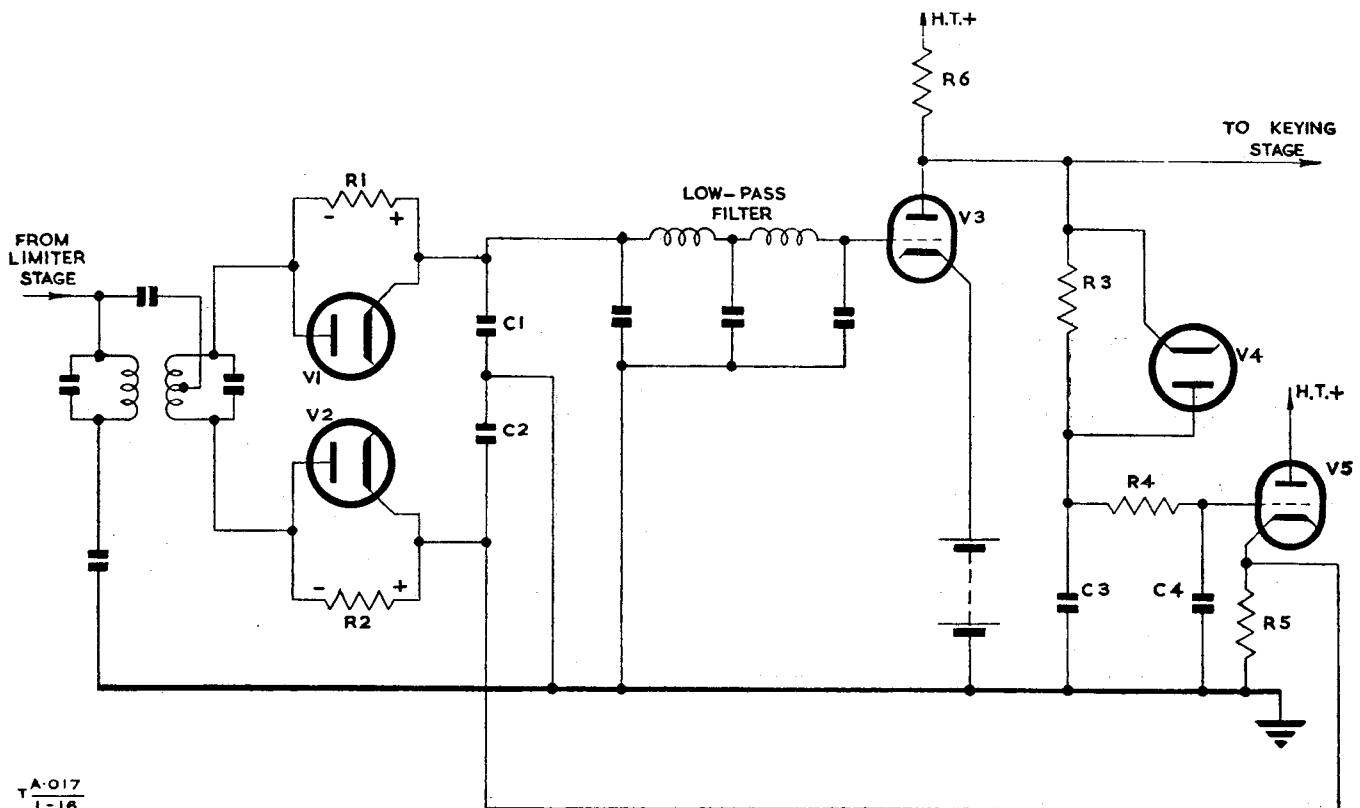 H.T.+
R6
TO KEYING
STAGE
R1
- +
LOW-PASS
FILTER
V3
FROM
LIMITER
STAGE
R3
C1
V4
V1
H.T.+
V2
C2
V5
R4
C3
C4
R5
- +
R2
T A·017
1-16